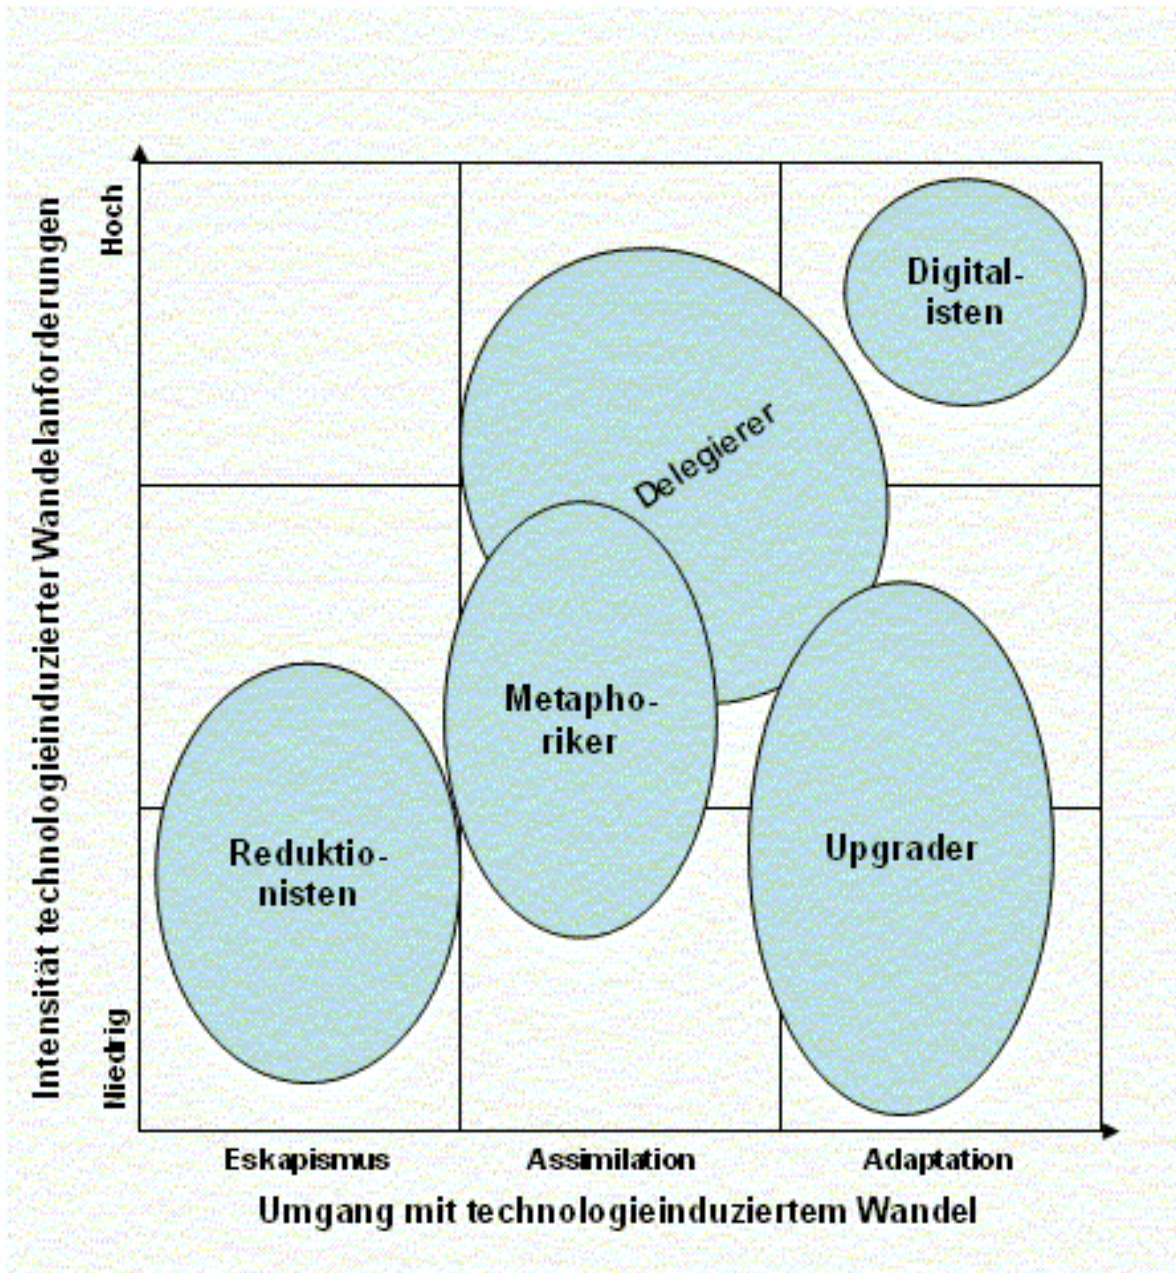 Intensität technologieinduzierter Wandelanforderungen
Hoch
Niedrig
Digital-
isten
Delegierer
Metapho-
riker
Reduktio-
nisten
Upgrader
Eskapismus
Assimilation
Adaptation
Umgang mit technologieinduziertem Wandel